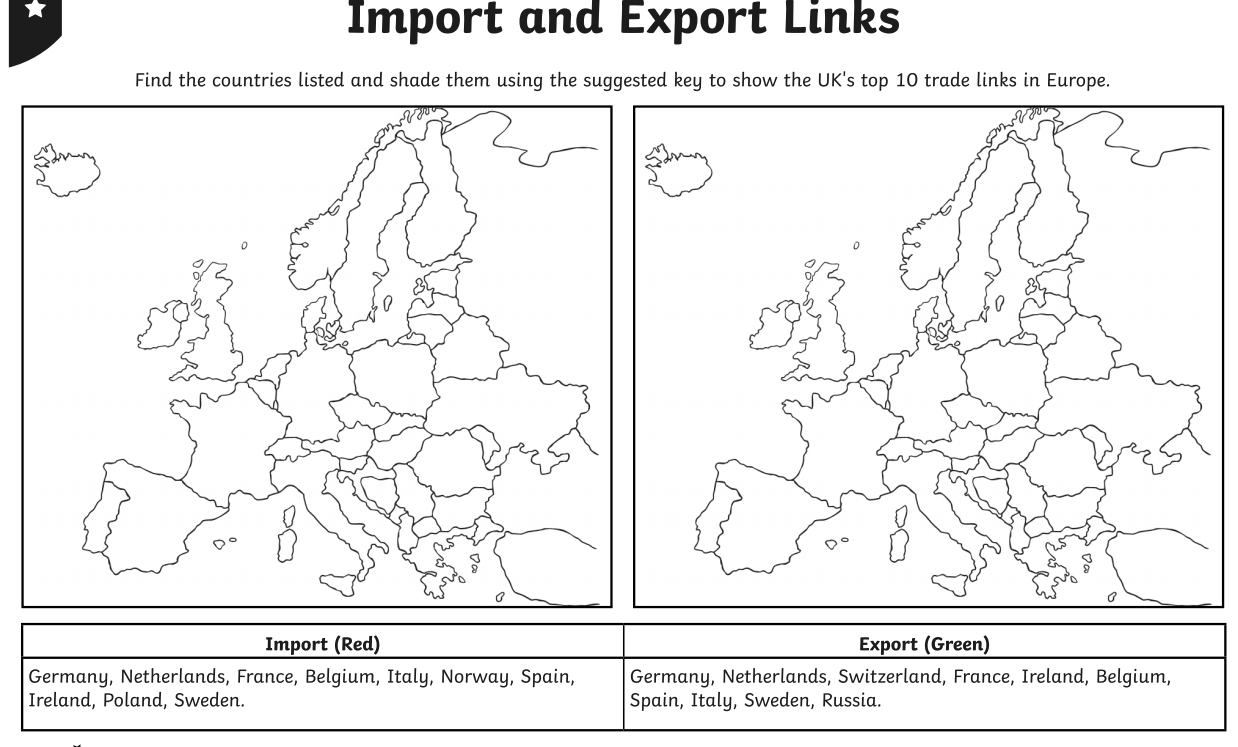 Import and Export Links
Find the countries listed and shade them using the suggested key to show the UK's top 10 trade links in Europe.
Import (Red)
Export (Green)
Germany, Netherlands, France, Belgium, Italy, Norway, Spain,
Ireland, Poland, Sweden.
Germany, Netherlands, Switzerland, France, Ireland, Belgium,
Spain, Italy, Sweden, Russia.